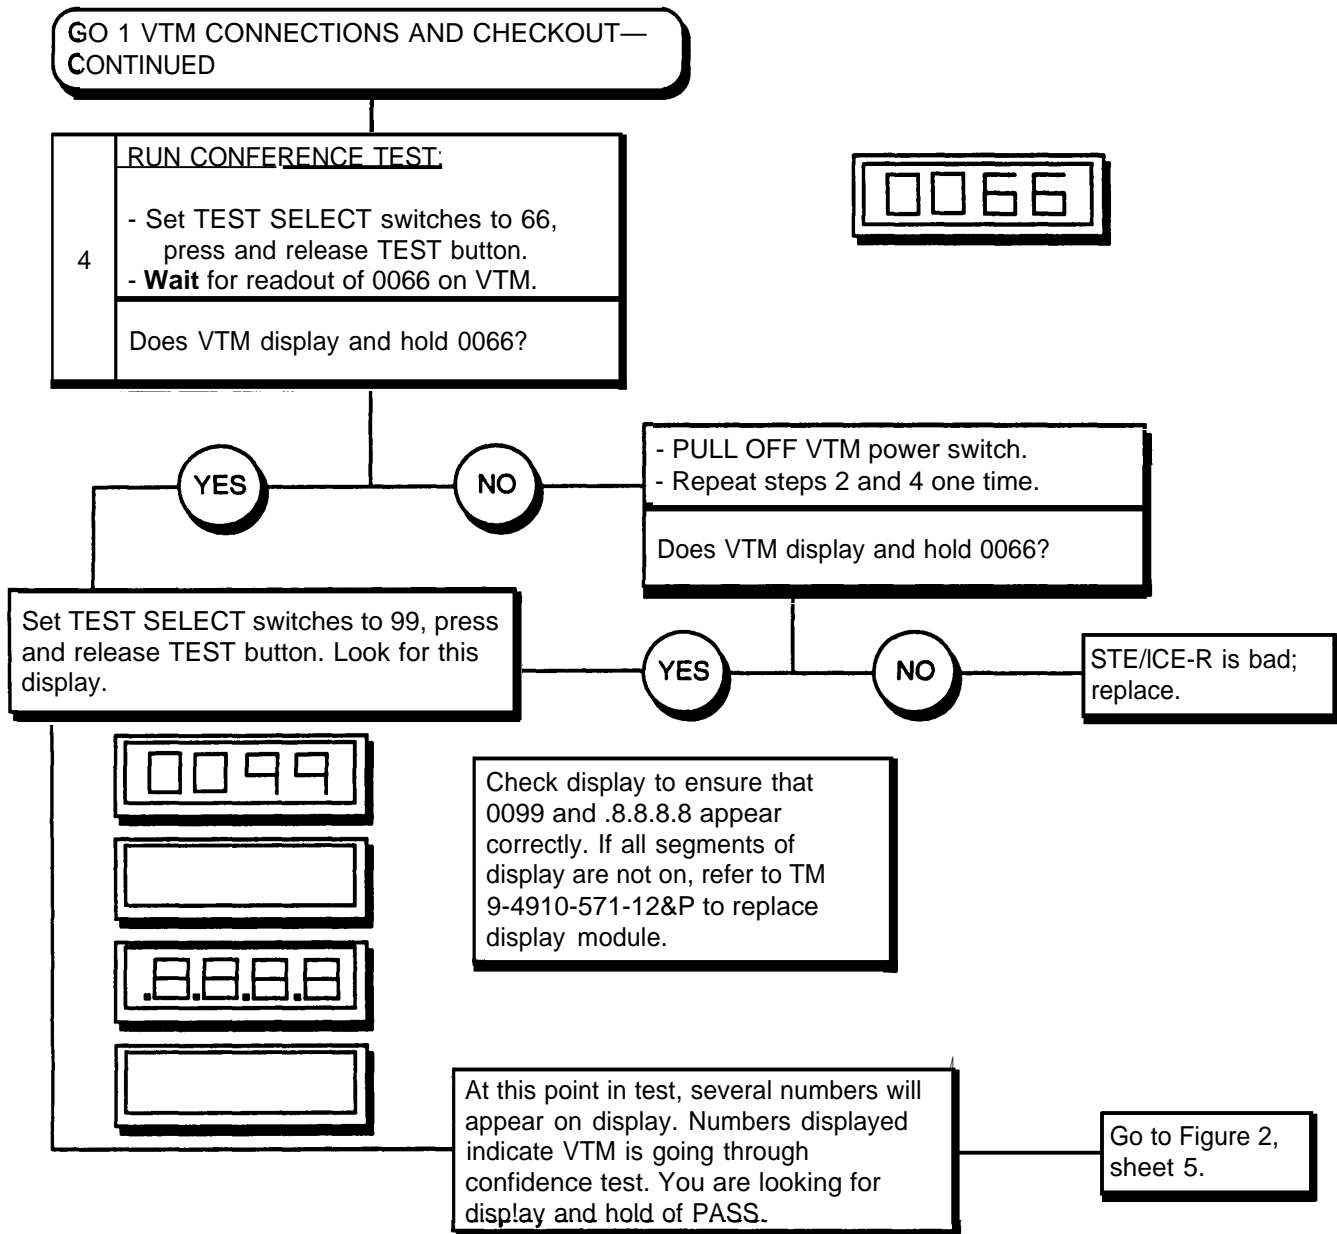 GO 1 VTM CONNECTIONS AND CHECKOUT—
CONTINUED
4
RUN CONFERENCE TEST:
- Set TEST SELECT switches to 66,
press and release TEST button.
- Wait for readout of 0066 on VTM.
Does VTM display and hold 0066?
0066
YES
NO
- PULL OFF VTM power switch.
- Repeat steps 2 and 4 one time.
Does VTM display and hold 0066?
Set TEST SELECT switches to 99, press
and release TEST button. Look for this
display.
YES
NO
STE/ICE-R is bad;
replace.
0099
.8.8.8.8
Check display to ensure that
0099 and .8.8.8.8 appear
correctly. If all segments of
display are not on, refer to TM
9-4910-571-12&P to replace
display module.
At this point in test, several numbers will
appear on display. Numbers displayed
indicate VTM is going through
confidence test. You are looking for
display and hold of PASS.
Go to Figure 2,
sheet 5.